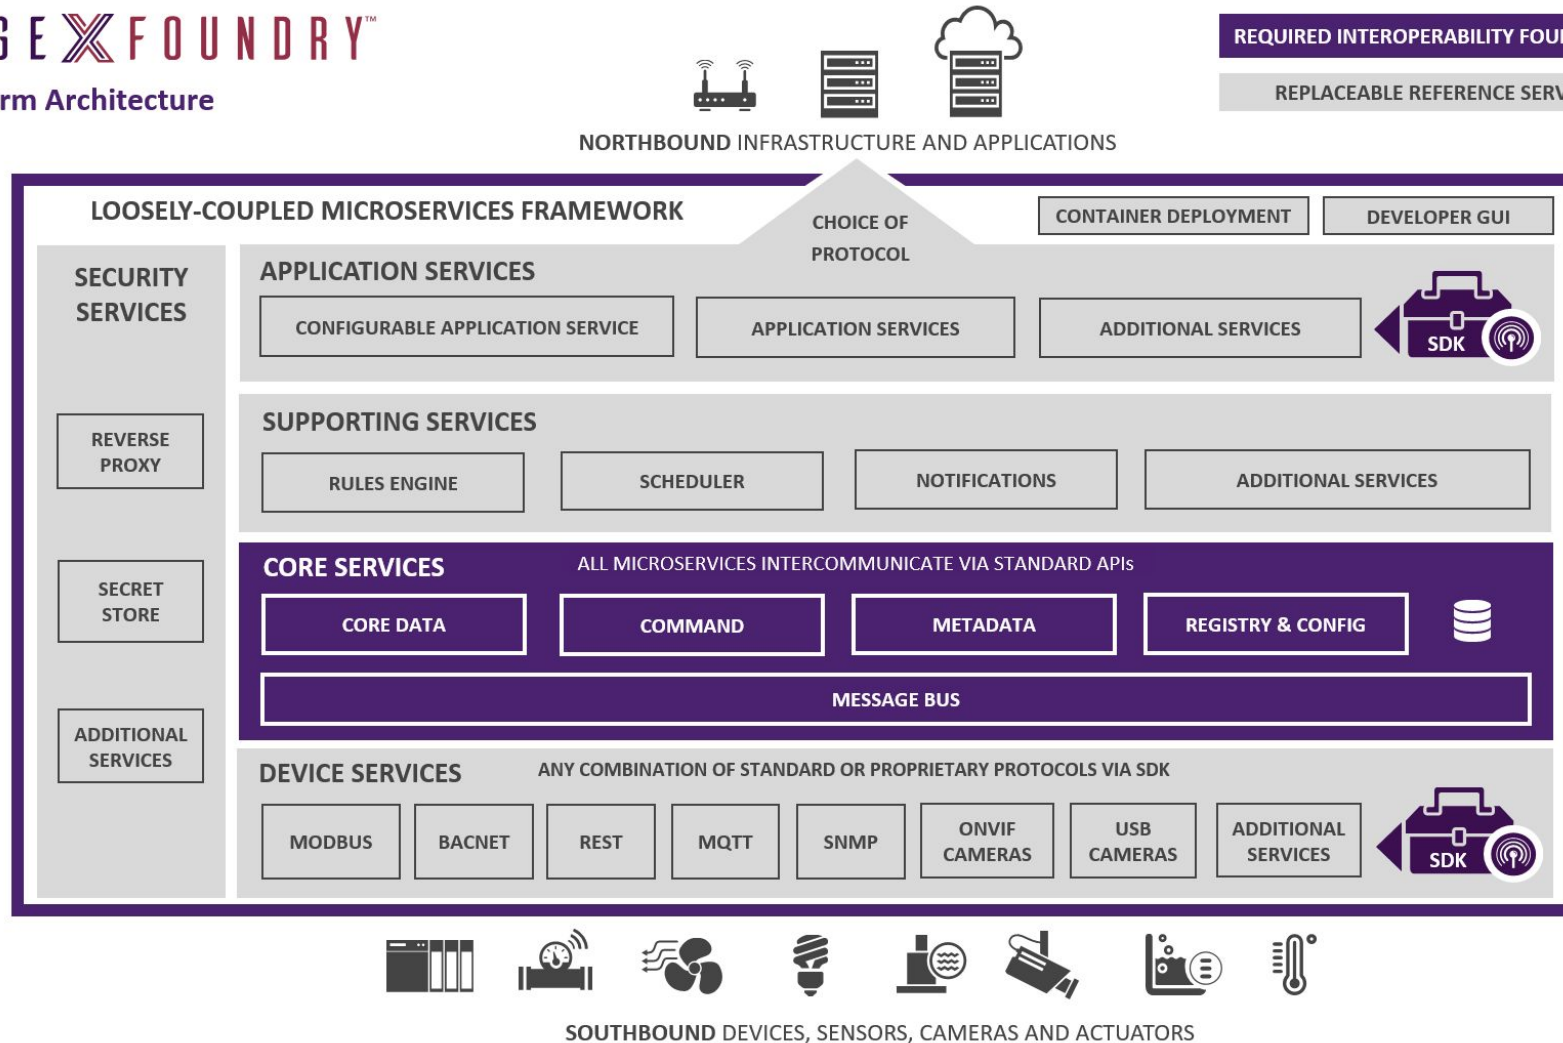 GEXFOUNDRY™
rm Architecture
REQUIRED INTEROPERABILITY FOU
REPLACEABLE REFERENCE SERV
NORTHBOUND INFRASTRUCTURE AND APPLICATIONS
LOOSELY-COUPLED MICROSERVICES FRAMEWORK
CHOICE OF
PROTOCOL
CONTAINER DEPLOYMENT
DEVELOPER GUI
SECURITY
SERVICES
REVERSE
PROXY
SECRET
STORE
ADDITIONAL
SERVICES
APPLICATION SERVICES
CONFIGURABLE APPLICATION SERVICE
APPLICATION SERVICES
ADDITIONAL SERVICES
SDK
SUPPORTING SERVICES
RULES ENGINE
SCHEDULER
NOTIFICATIONS
ADDITIONAL SERVICES
CORE SERVICES
ALL MICROSERVICES INTERCOMMUNICATE VIA STANDARD APIs
CORE DATA
COMMAND
METADATA
REGISTRY & CONFIG
MESSAGE BUS
DEVICE SERVICES
ANY COMBINATION OF STANDARD OR PROPRIETARY PROTOCOLS VIA SDK
MODBUS
BACNET
REST
MQTT
SNMP
ONVIF
CAMERAS
USB
CAMERAS
ADDITIONAL
SERVICES
SDK
SOUTHBOUND DEVICES, SENSORS, CAMERAS AND ACTUATORS